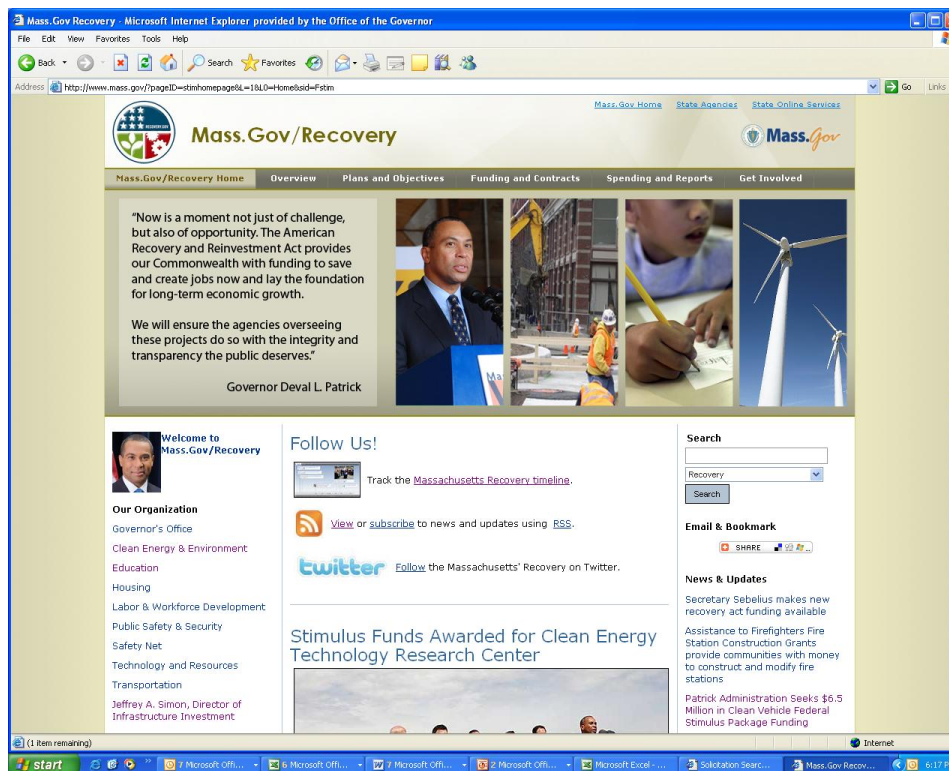 Mass.Gov Recovery - Microsoft Internet Explorer provided by the Office of the Governor
File Edit View Favorites Tools Help
Back Search Favorites
Address http://www.mass.gov/?pageID=stimhomepage&L=1&L0=Home&sid=Fstim Go Links
Mass.Gov Home State Agencies State Online Services
RECOVERY.GOV
Mass.Gov/Recovery
Mass.Gov
Mass.Gov/Recovery Home Overview Plans and Objectives Funding and Contracts Spending and Reports Get Involved
"Now is a moment not just of challenge,
but also of opportunity. The American
Recovery and Reinvestment Act provides
our Commonwealth with funding to save
and create jobs now and lay the foundation
for long-term economic growth.
We will ensure the agencies overseeing
these projects do so with the integrity and
transparency the public deserves."
Governor Deval L. Patrick
Welcome to
Mass.Gov/Recovery
Our Organization
Governor's Office
Clean Energy & Environment
Education
Housing
Labor & Workforce Development
Public Safety & Security
Safety Net
Technology and Resources
Transportation
Jeffrey A. Simon, Director of
Infrastructure Investment
Follow Us!
Track the Massachusetts Recovery timeline.
View or subscribe to news and updates using RSS.
twitter Follow the Massachusetts' Recovery on Twitter.
Stimulus Funds Awarded for Clean Energy
Technology Research Center
Search
Recovery
Search
Email & Bookmark
SHARE
News & Updates
Secretary Sebelius makes new
recovery act funding available
Assistance to Firefighters Fire
Station Construction Grants
provide communities with money
to construct and modify fire
stations
Patrick Administration Seeks $6.5
Million in Clean Vehicle Federal
Stimulus Package Funding
(1 item remaining) Internet
start 7 Microsoft Offi... 6 Microsoft Offi... 7 Microsoft Offi... 2 Microsoft Offi... Microsoft Excel - ... Solicitation Searc... Mass.Gov Recov... 6:17 P